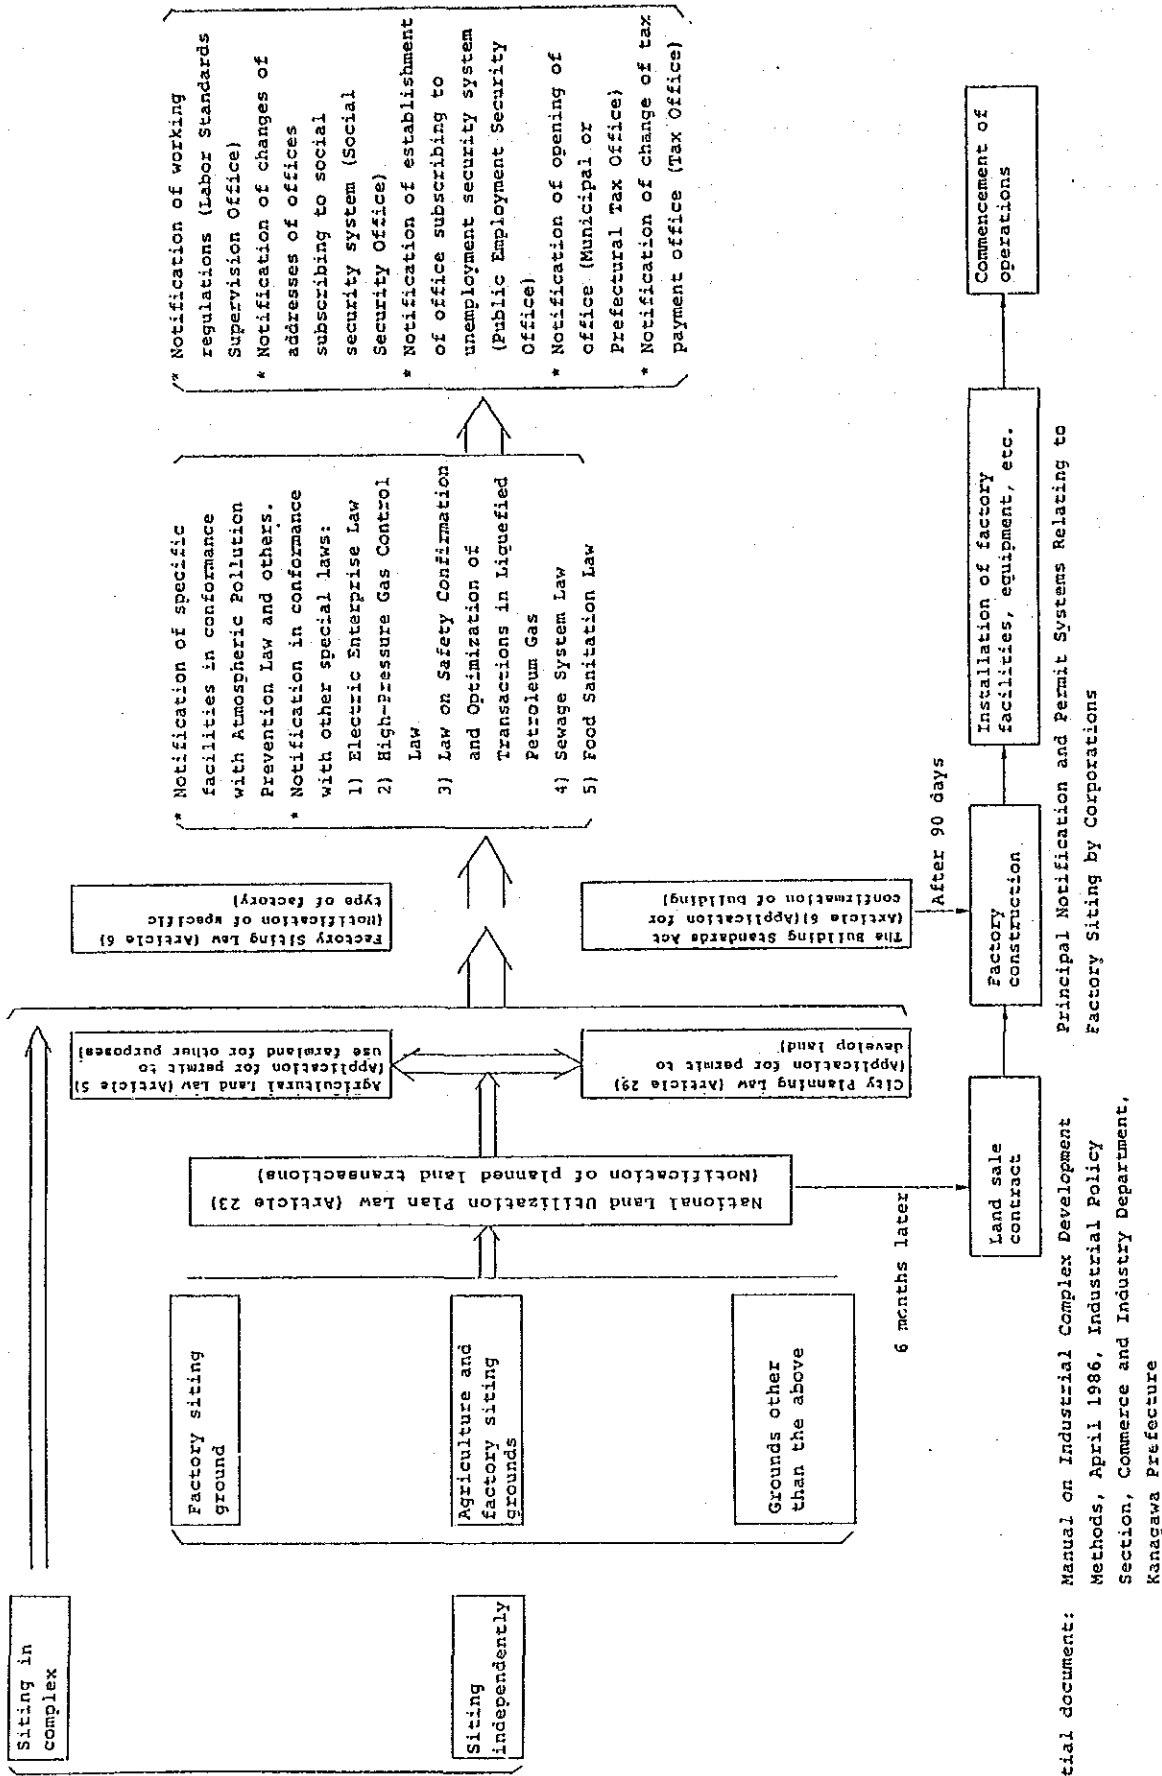 Siting in
complex
Siting
independently
Factory siting
ground
Agriculture and
factory siting
grounds
Grounds other
than the above
National Land Utilization Plan Law (Article 23)
(Notification of planned land transactions)
Agricultural Land Law (Article 5)
(Application for permit to
use farmland for other purposes)
City Planning Law (Article 29)
(Application for permit to
develop land)
Factory Siting Law (Article 6)
(Notification of specific
type of factory)
The Building Standards Act
(Article 6)(Application for
confirmation of building)
* Notification of specific
facilities in conformance
with Atmospheric Pollution
Prevention Law and others.
* Notification in conformance
with other special laws:
1) Electric Enterprise Law
2) High-Pressure Gas Control
Law
3) Law on Safety Confirmation
and Optimization of
Transactions in Liquefied
Petroleum Gas
4) Sewage System Law
5) Food Sanitation Law
* Notification of working
regulations (Labor Standards
Supervision Office)
* Notification of changes of
addresses of offices
subscribing to social
security system (Social
Security Office)
* Notification of establishment
of office subscribing to
unemployment security system
(Public Employment Security
Office)
* Notification of opening of
office (Municipal or
Prefectural Tax Office)
* Notification of change of tax
payment office (Tax Office)
6 months later
After 90 days
Land sale
contract
Factory
construction
Installation of factory
facilities, equipment, etc.
Commencement of
operations
tial document: Manual on Industrial Complex Development
Methods, April 1986, Industrial Policy
Section, Commerce and Industry Department,
Kanagawa Prefecture
Principal Notification and Permit Systems Relating to
Factory Siting by Corporations